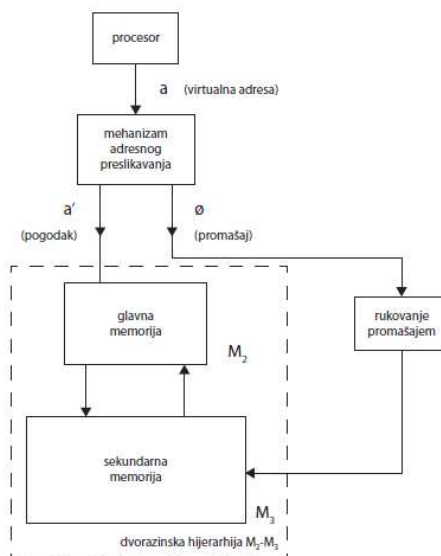 procesor
a (virtualna adresa)
mehanizam
adresnog
preslikavanja
a' ø
(pogodak) (promašaj)
glavna
memorija
M2
rukovanje
promašajem
sekundarna
memorija
M3
dvorazinska hijerarhija M2-M3